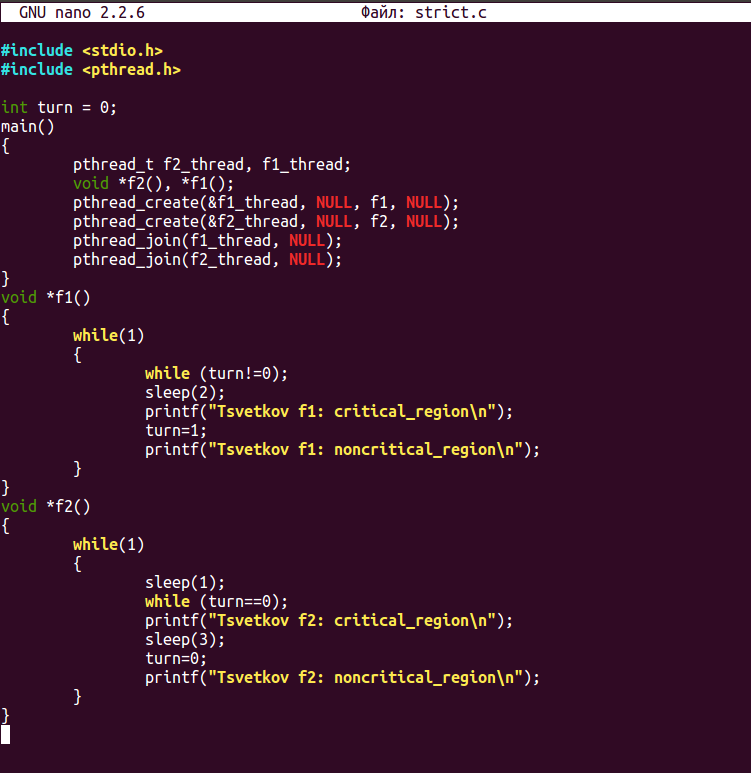 GNU nano 2.2.6 Файл: strict.c
#include <stdio.h>
#include <pthread.h>
int turn = 0;
main()
{
        pthread_t f2_thread, f1_thread;
        void *f2(), *f1();
        pthread_create(&f1_thread, NULL, f1, NULL);
        pthread_create(&f2_thread, NULL, f2, NULL);
        pthread_join(f1_thread, NULL);
        pthread_join(f2_thread, NULL);
}
void *f1()
{
        while(1)
        {
                while (turn!=0);
                sleep(2);
                printf("Tsvetkov f1: critical_region\n");
                turn=1;
                printf("Tsvetkov f1: noncritical_region\n");
        }
}
void *f2()
{
        while(1)
        {
                sleep(1);
                while (turn==0);
                printf("Tsvetkov f2: critical_region\n");
                sleep(3);
                turn=0;
                printf("Tsvetkov f2: noncritical_region\n");
        }
}